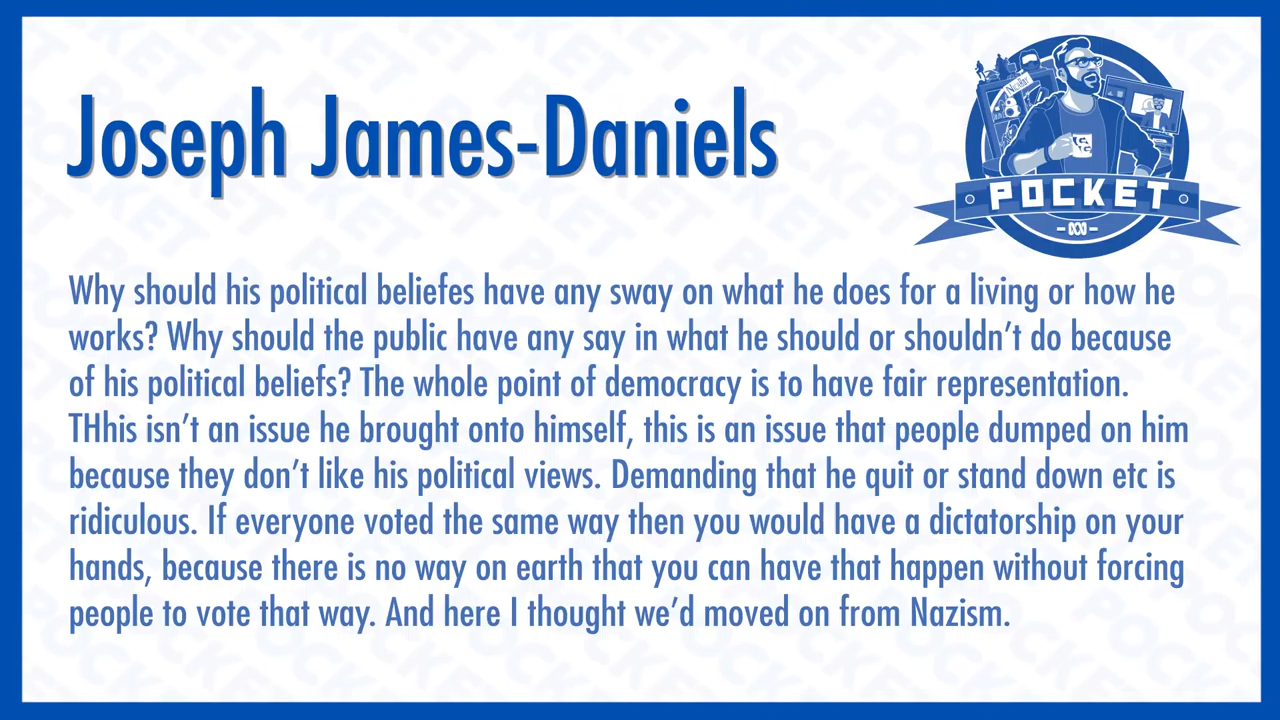 Joseph James-Daniels
POCKET
Why should his political beliefes have any sway on what he does for a living or how he
works? Why should the public have any say in what he should or shouldn't do because
of his political beliefs? The whole point of democracy is to have fair representation.
THhis isn't an issue he brought onto himself, this is an issue that people dumped on him
because they don't like his political views. Demanding that he quit or stand down etc is
ridiculous. If everyone voted the same way then you would have a dictatorship on your
hands, because there is no way on earth that you can have that happen without forcing
people to vote that way. And here I thought we'd moved on from Nazism.